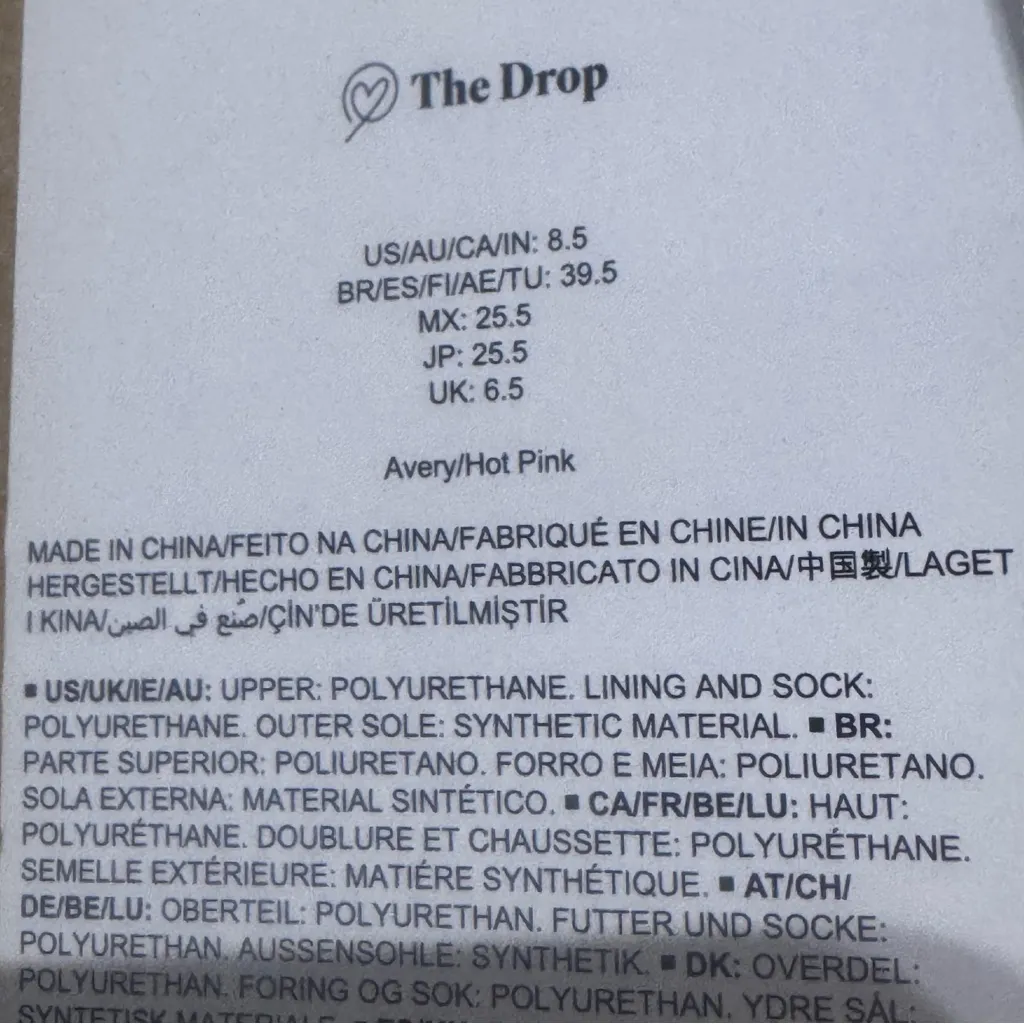 The Drop
US/AU/CA/IN: 8.5
BR/ES/FI/AE/TU: 39.5
MX: 25.5
JP: 25.5
UK: 6.5
Avery/Hot Pink
MADE IN CHINA/FEITO NA CHINA/FABRIQUÉ EN CHINE/IN CHINA
HERGESTELLT/HECHO EN CHINA/FABBRICATO IN CINA/中国製/LAGET
I KINA/صُنع في الصين/ÇİN'DE ÜRETİLMİŞTİR
▪ US/UK/IE/AU: UPPER: POLYURETHANE. LINING AND SOCK:
POLYURETHANE. OUTER SOLE: SYNTHETIC MATERIAL. ▪ BR:
PARTE SUPERIOR: POLIURETANO. FORRO E MEIA: POLIURETANO.
SOLA EXTERNA: MATERIAL SINTÉTICO. ▪ CA/FR/BE/LU: HAUT:
POLYURÉTHANE. DOUBLURE ET CHAUSSETTE: POLYURÉTHANE.
SEMELLE EXTÉRIEURE: MATIÉRE SYNTHÉTIQUE. ▪ AT/CH/
DE/BE/LU: OBERTEIL: POLYURETHAN. FUTTER UND SOCKE:
POLYURETHAN. AUSSENSOHLE: SYNTHETIK. ▪ DK: OVERDEL:
POLYURETHAN. FORING OG SOK: POLYURETHAN. YDRE SÅL:
SYNTETISK MATERIALE.